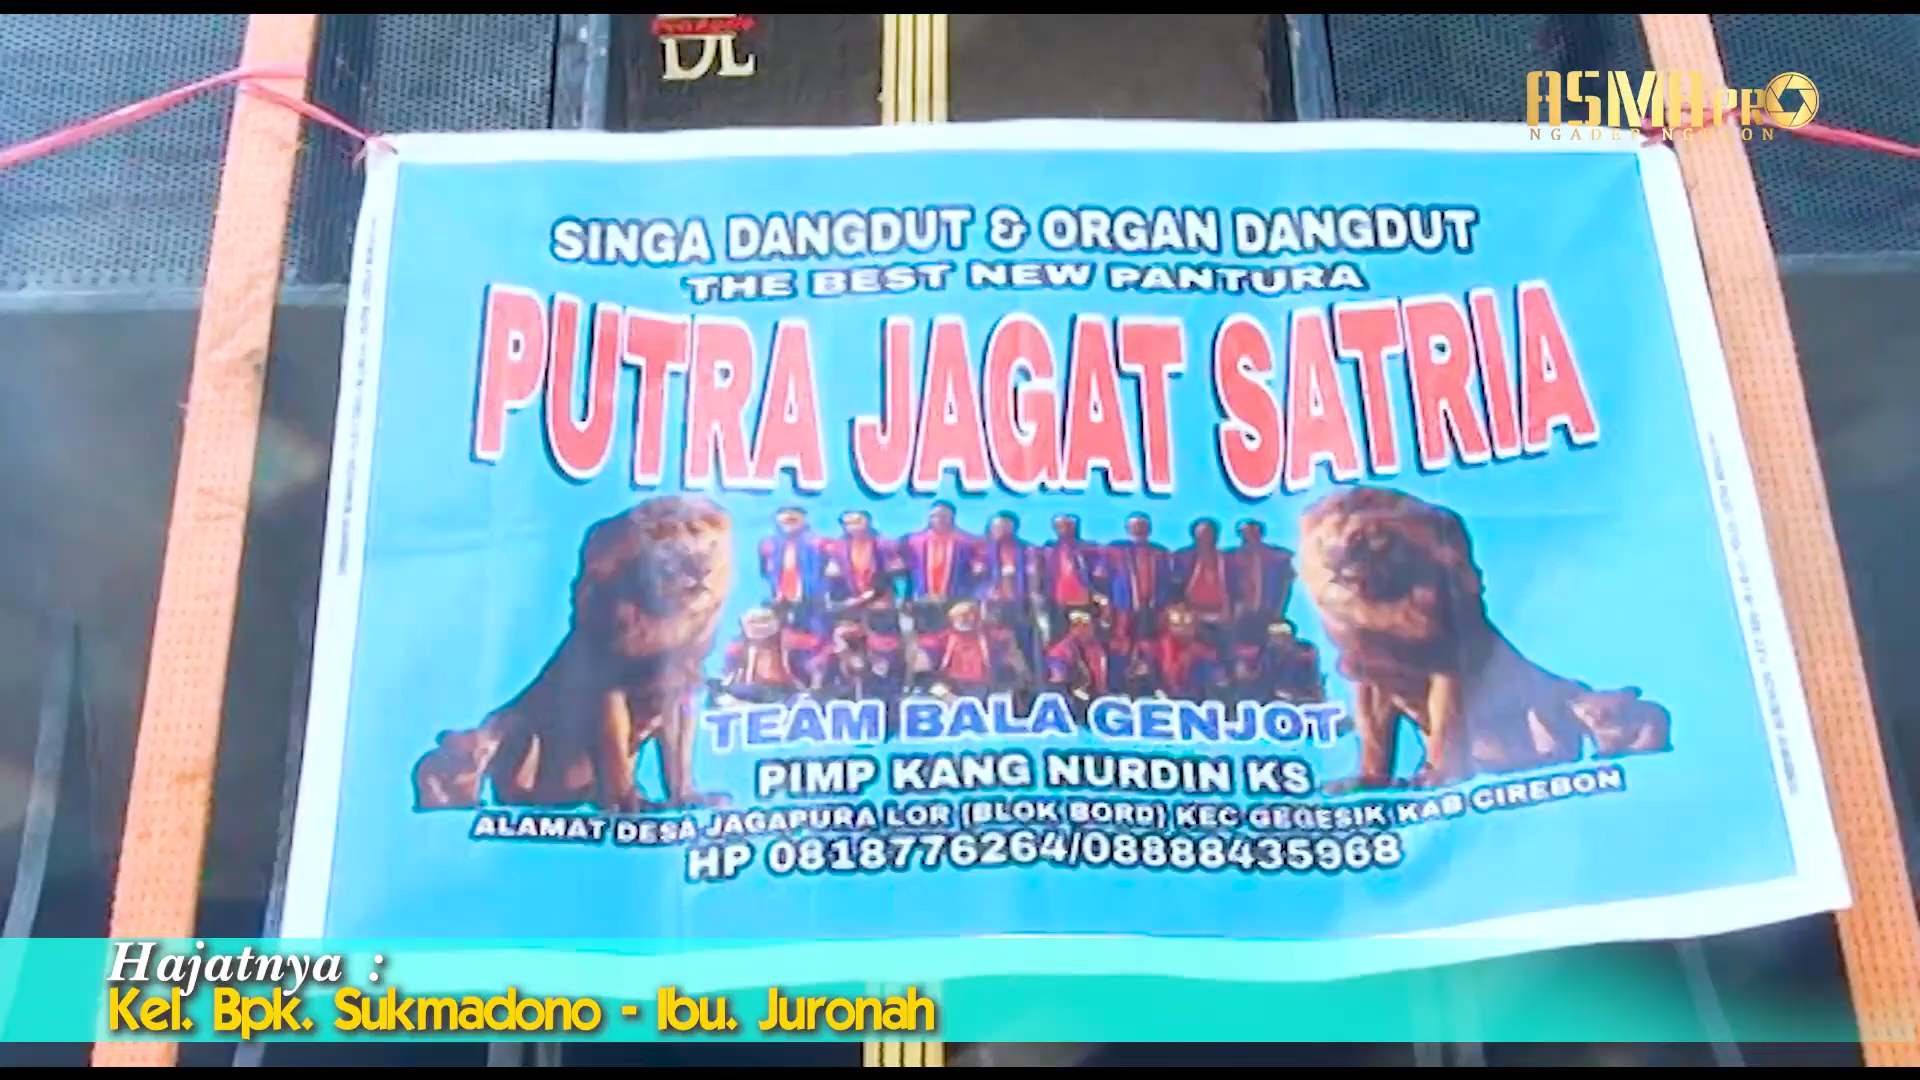 DL
ASMA PRO
NGADEP NGULON
SINGA DANGDUT & ORGAN DANGDUT
THE BEST NEW PANTURA
PUTRA JAGAT SATRIA
TEAM BALA GENJOT
PIMP KANG NURDIN KS
ALAMAT DESA JAGAPURA LOR (BLOK BORD) KEC GEGESIK KAB CIREBON
HP 0818776264/08888435968
Hajatnya :
Kel. Bpk. Sukmadono - Ibu. Juronah